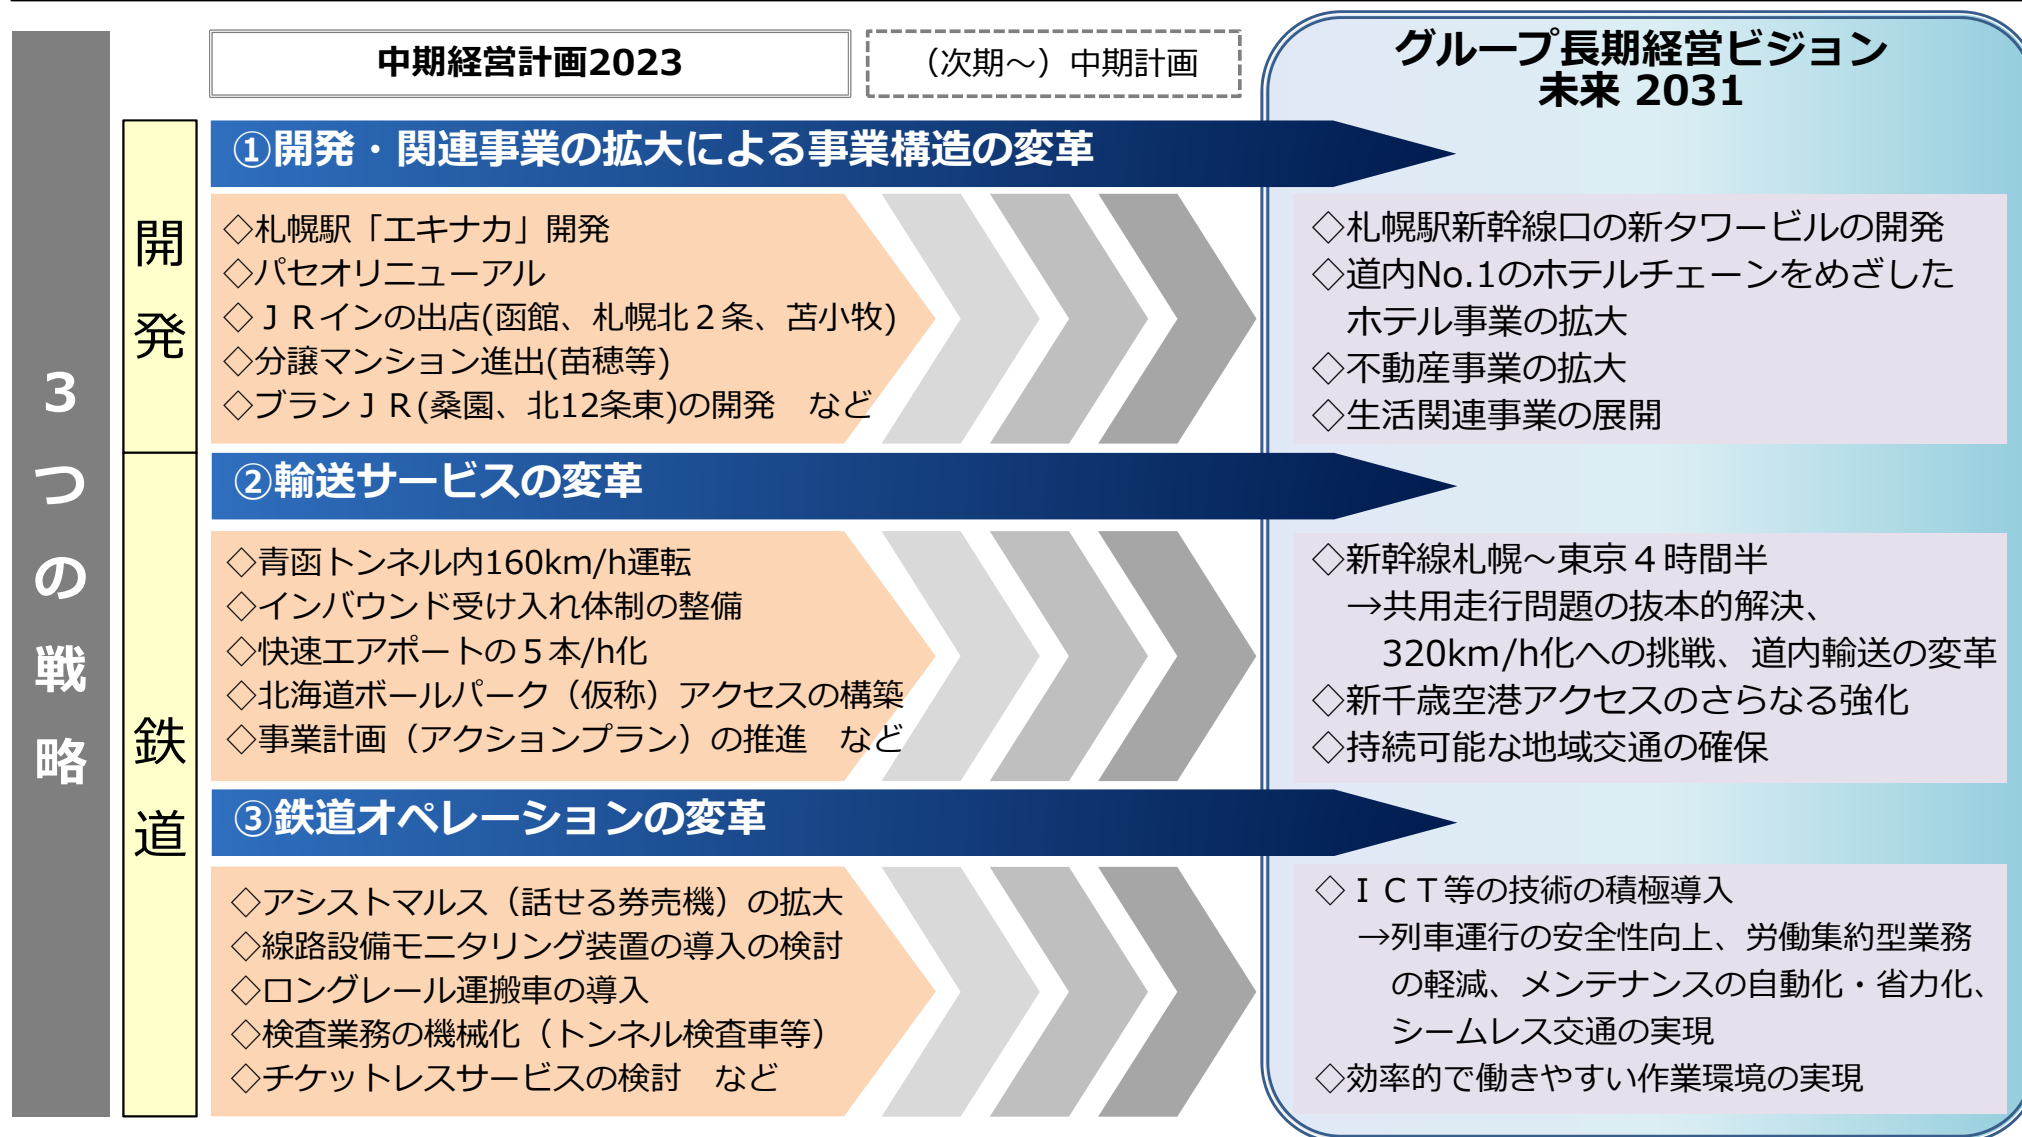 中期経営計画2023
（次期～）中期計画
グループ長期経営ビジョン
未来 2031
3つの戦略
開発
①開発・関連事業の拡大による事業構造の変革
◇札幌駅「エキナカ」開発
◇パセオリニューアル
◇ＪＲインの出店(函館、札幌北２条、苫小牧)
◇分譲マンション進出(苗穂等)
◇ブランＪＲ(桑園、北12条東)の開発　など
◇札幌駅新幹線口の新タワービルの開発
◇道内No.1のホテルチェーンをめざした
ホテル事業の拡大
◇不動産事業の拡大
◇生活関連事業の展開
鉄道
②輸送サービスの変革
◇青函トンネル内160km/h運転
◇インバウンド受け入れ体制の整備
◇快速エアポートの５本/h化
◇北海道ボールパーク（仮称）アクセスの構築
◇事業計画（アクションプラン）の推進　など
◇新幹線札幌～東京４時間半
→共用走行問題の抜本的解決、
320km/h化への挑戦、道内輸送の変革
◇新千歳空港アクセスのさらなる強化
◇持続可能な地域交通の確保
③鉄道オペレーションの変革
◇アシストマルス（話せる券売機）の拡大
◇線路設備モニタリング装置の導入の検討
◇ロングレール運搬車の導入
◇検査業務の機械化（トンネル検査車等）
◇チケットレスサービスの検討　など
◇ＩＣＴ等の技術の積極導入
→列車運行の安全性向上、労働集約型業務
の軽減、メンテナンスの自動化・省力化、
シームレス交通の実現
◇効率的で働きやすい作業環境の実現